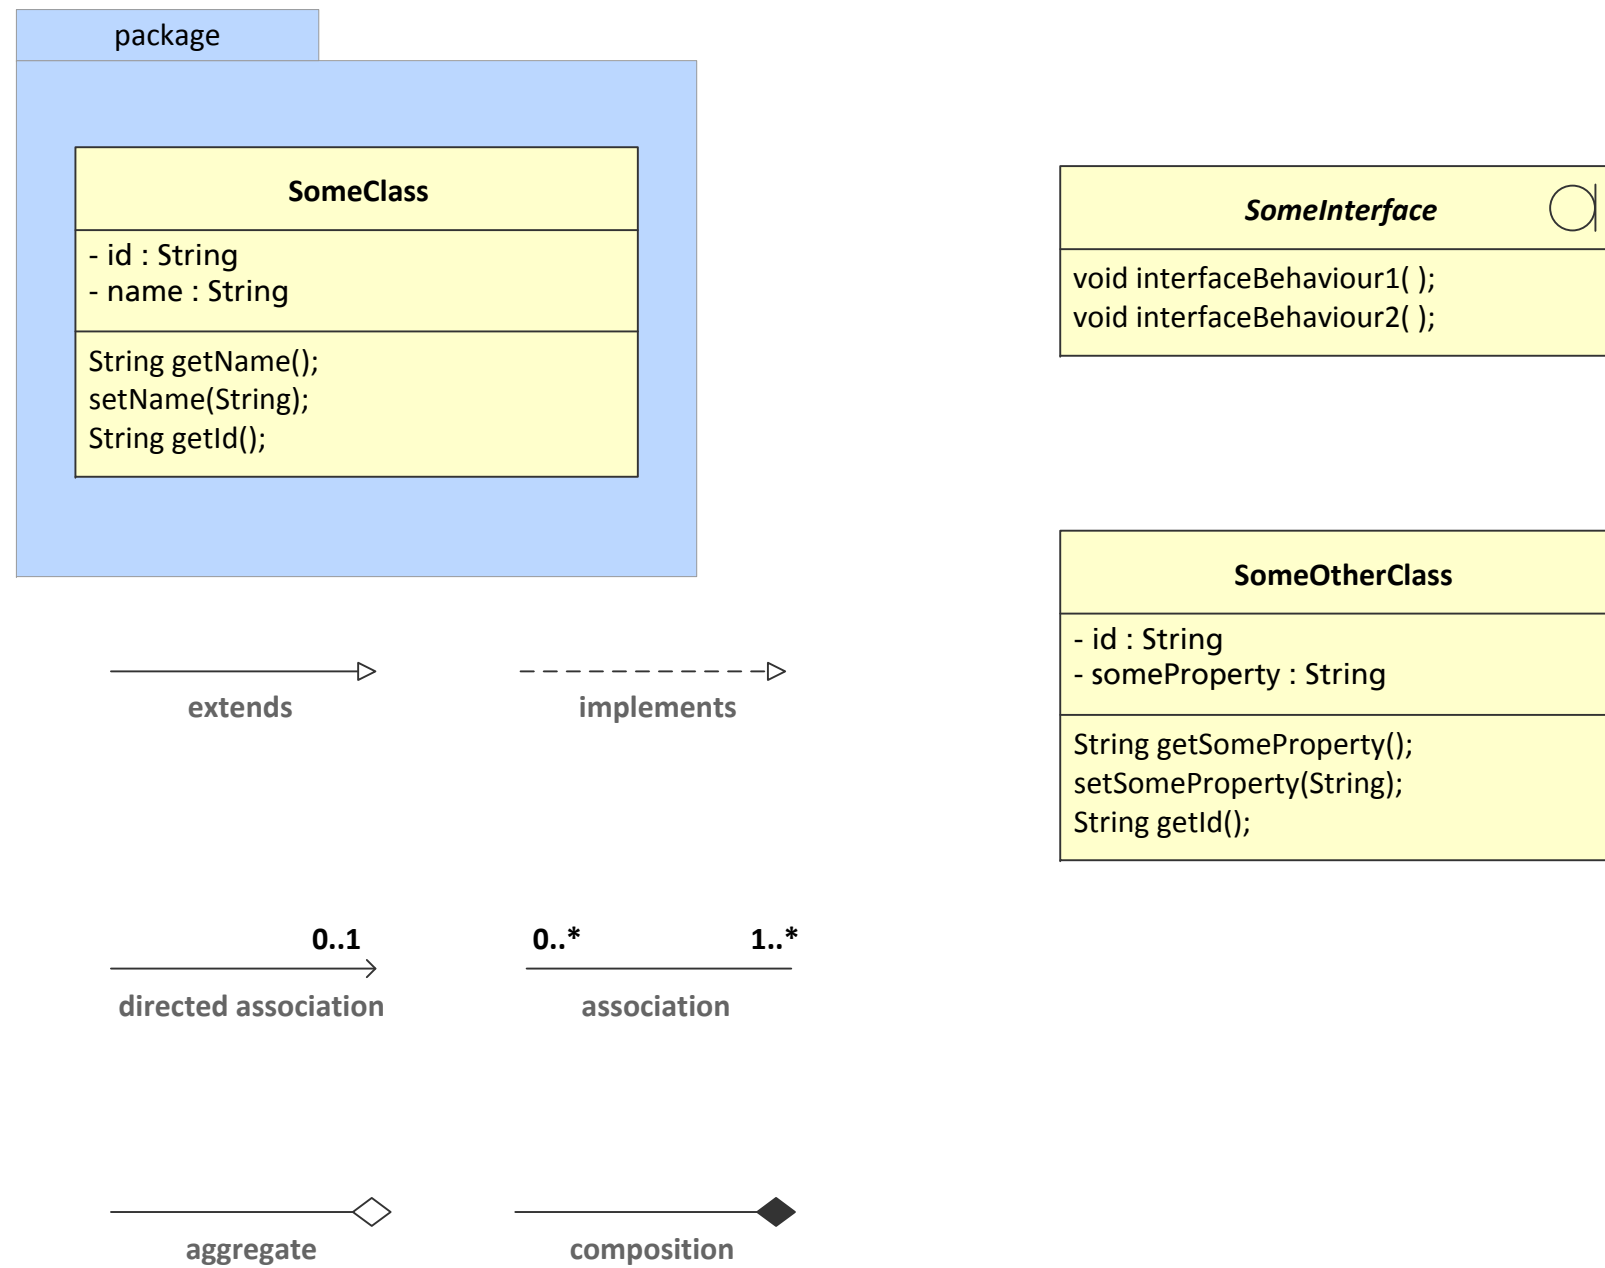 package
SomeClass
- id : String
- name : String
String getName();
setName(String);
String getId();
SomeInterface
void interfaceBehaviour1( );
void interfaceBehaviour2( );
SomeOtherClass
- id : String
- someProperty : String
String getSomeProperty();
setSomeProperty(String);
String getId();
extends
implements
0..1
directed association
0..* 1..*
association
aggregate
composition